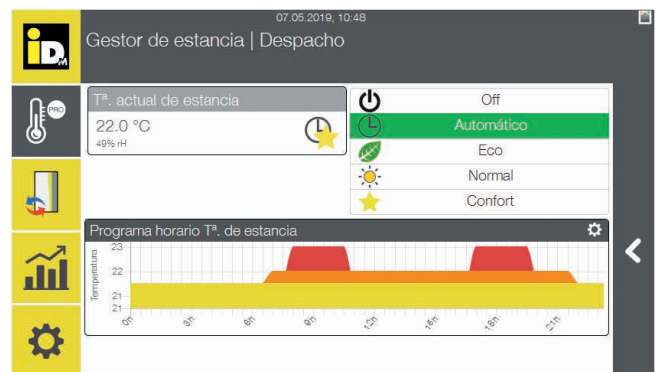 07.05.2019, 10:48
iDM
Gestor de estancia | Despacho
PRO
Tª. actual de estancia
22.0 °C
49% rH
Off
Automático
Eco
Normal
Confort
Programa horario Tª. de estancia
Temperatura
23
22
21
21
0h
3h
6h
9h
12h
15h
18h
21h